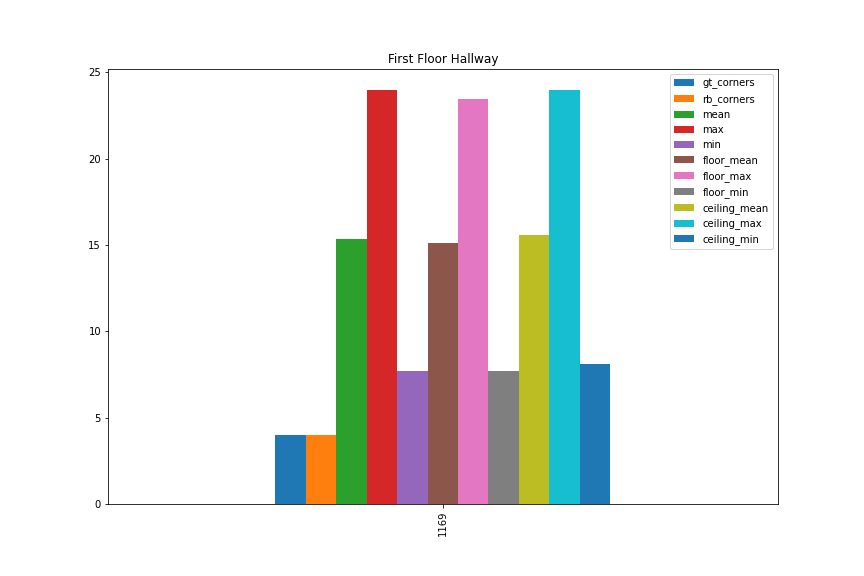 First Floor Hallway
25
20
15
10
5
0
1169
gt_corners
rb_corners
mean
max
min
floor_mean
floor_max
floor_min
ceiling_mean
ceiling_max
ceiling_min